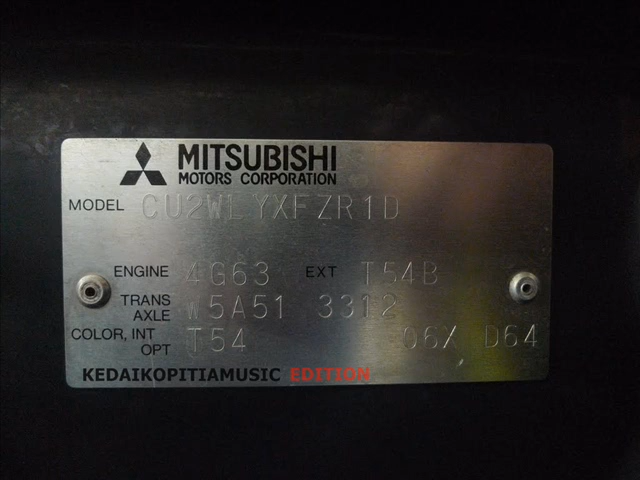 MITSUBISHI
MOTORS CORPORATION
MODEL CU2WLYXFZR1D
ENGINE 4G63 EXT T54B
TRANS AXLE W5A51 3312
COLOR, INT OPT T54 06X D64
KEDAIKOPITIAMUSIC EDITION